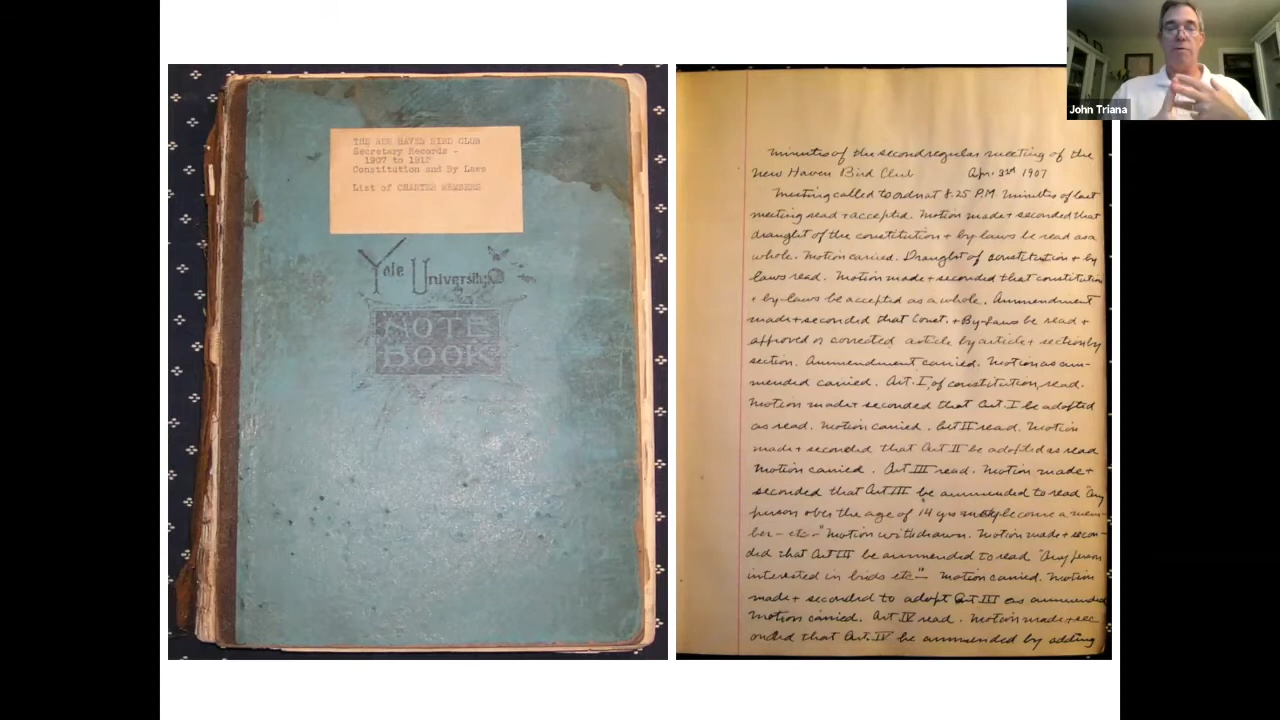 THE NEW HAVEN BIRD CLUB
Secretary Records -
1907 to 1912
Constitution and By Laws
List of CHARTER MEMBERS
Yale University
NOTE
BOOK
Minutes of the second regular meeting of the
New Haven Bird Club Apr. 3rd 1907
Meeting called to order at 8.25 P.M. Minutes of last
meeting read + accepted. Motion made + seconded that
draught of the constitution + by-laws be read as a
whole. Motion carried. Draught of constitution + by
laws read. Motion made + seconded that constitution
+ by-laws be accepted as a whole. Ammendment
made + seconded that Const. + By-Laws be read +
approved or corrected article by article + section by
section. Ammendment carried. Motion as am-
mended carried. Art. I, of constitution, read.
Motion made + seconded that Art. I be adopted
as read. Motion carried. Art II read. Motion
made + seconded that Art II be adopted as read
Motion carried. Art III read. Motion made +
seconded that Art III be ammended to read "Any
person over the age of 14 yrs may become a mem-
ber - etc -" Motion withdrawn. Motion made + secon-
ded that Art III be ammended to read "Any person
interested in birds etc" - Motion carried. Motion
made + seconded to adopt Art III as ammended
Motion carried. Art IV read. Motion made + sec
onded that Art. IV be ammended by adding
John Triana